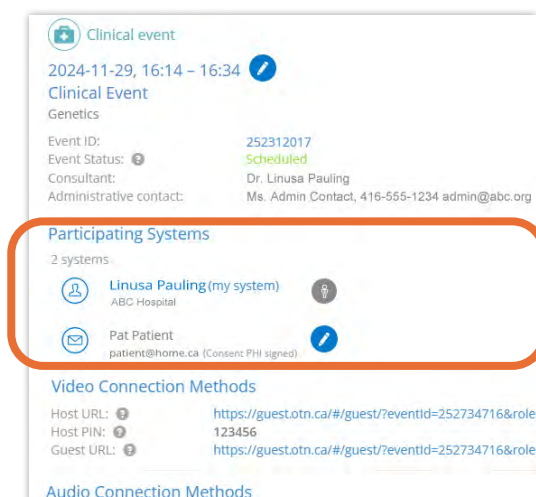 Clinical event
2024-11-29, 16:14 – 16:34
Clinical Event
Genetics
Event ID: 252312017
Event Status: Scheduled
Consultant: Dr. Linusa Pauling
Administrative contact: Ms. Admin Contact, 416-555-1234 admin@abc.org
Participating Systems
2 systems
Linusa Pauling (my system)
ABC Hospital
Pat Patient
patient@home.ca (Consent PHI signed)
Video Connection Methods
Host URL: https://guest.otn.ca/#/guest/?eventId=252734716&role
Host PIN: 123456
Guest URL: https://guest.otn.ca/#/guest/?eventId=252734716&role
Audio Connection Methods